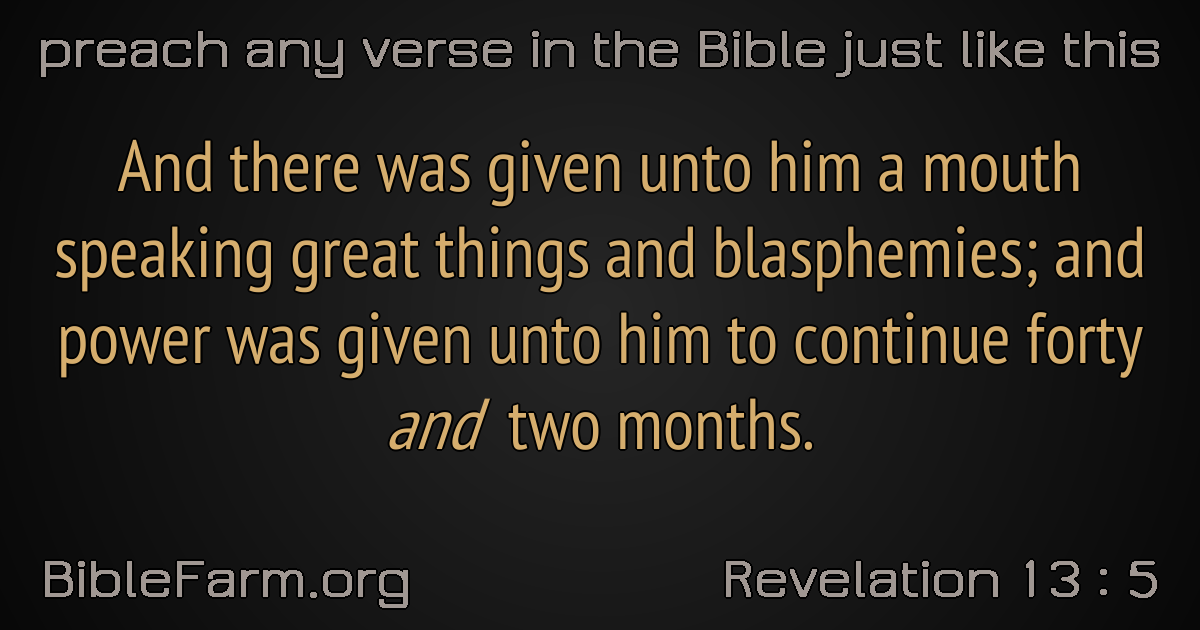 preach any verse in the Bible just like this
And there was given unto him a mouth
speaking great things and blasphemies; and
power was given unto him to continue forty
and two months.
BibleFarm.org
Revelation 13 : 5